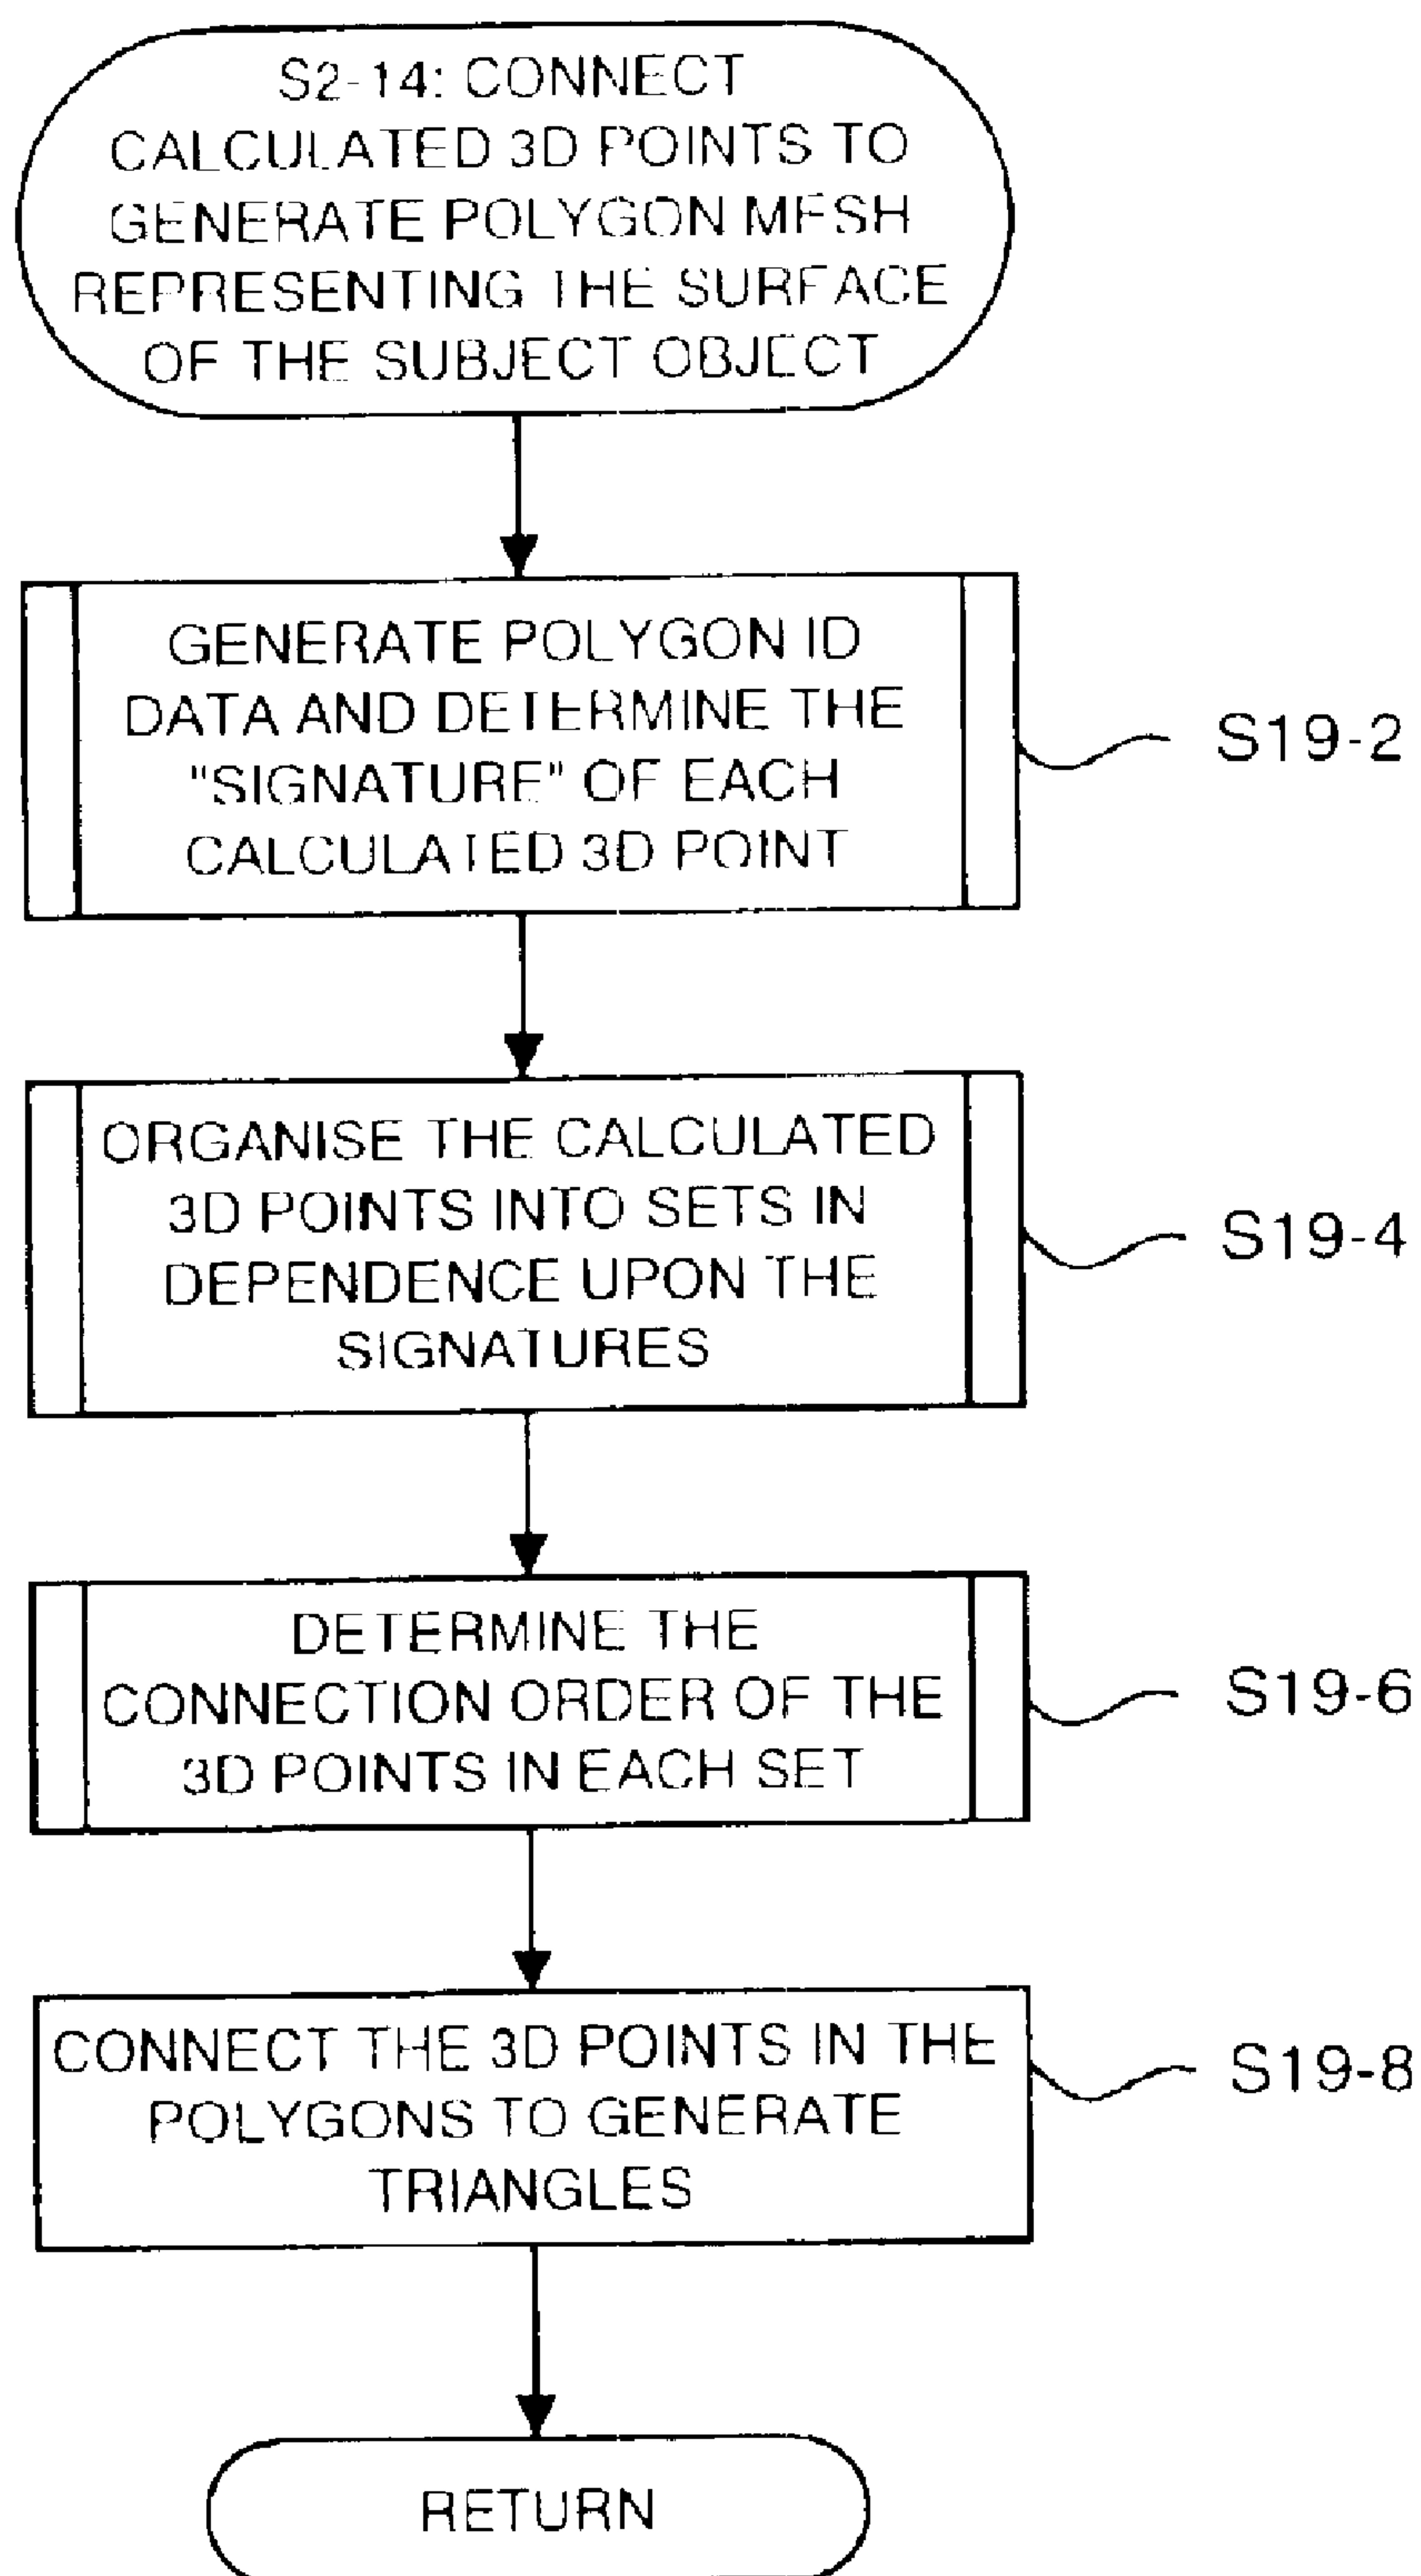 S2-14: CONNECT
CALCULATED 3D POINTS TO
GENERATE POLYGON MESH
REPRESENTING THE SURFACE
OF THE SUBJECT OBJECT
GENERATE POLYGON ID
DATA AND DETERMINE THE
"SIGNATURE" OF EACH
CALCULATED 3D POINT
S19-2
ORGANISE THE CALCULATED
3D POINTS INTO SETS IN
DEPENDENCE UPON THE
SIGNATURES
S19-4
DETERMINE THE
CONNECTION ORDER OF THE
3D POINTS IN EACH SET
S19-6
CONNECT THE 3D POINTS IN THE
POLYGONS TO GENERATE
TRIANGLES
S19-8
RETURN